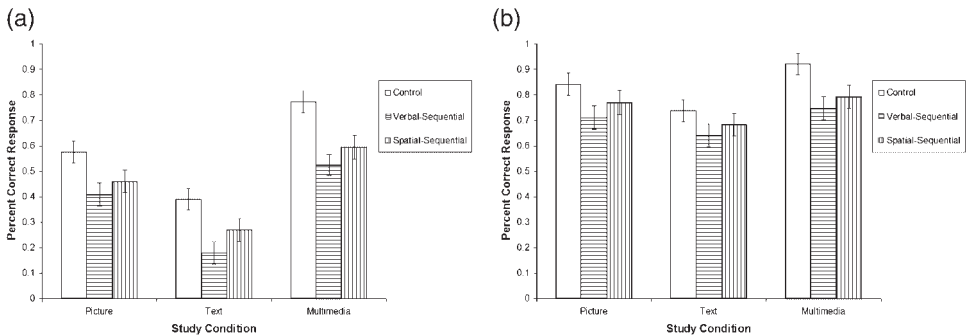 (a)
Percent Correct Response
1
0.9
0.8
0.7
0.6
0.5
0.4
0.3
0.2
0.1
0
Picture Text Multimedia
Study Condition
Control
Verbal-Sequential
Spatial-Sequential
(b)
Percent Correct Response
1
0.9
0.8
0.7
0.6
0.5
0.4
0.3
0.2
0.1
0
Picture Text Multimedia
Study Condition
Control
Verbal-Sequential
Spatial-Sequential